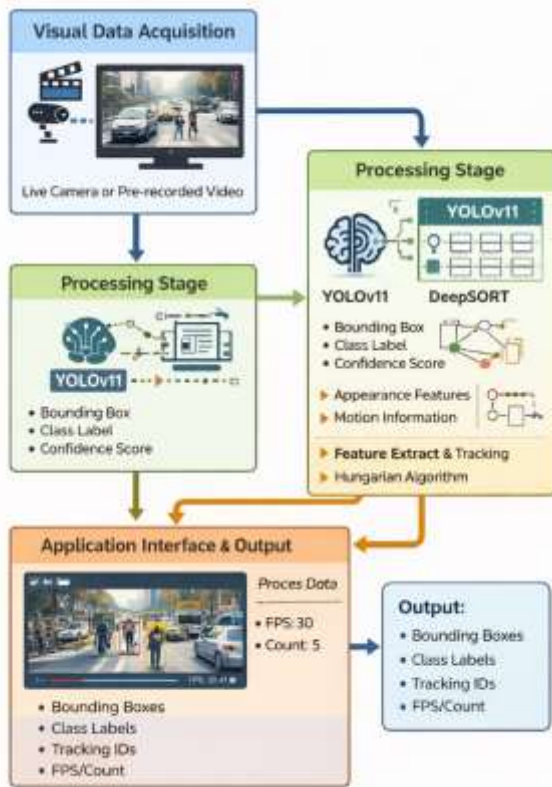 Visual Data Acquisition
Live Camera or Pre-recorded Video
Processing Stage
YOLOv11
• Bounding Box
• Class Label
• Confidence Score
Processing Stage
YOLOv11
YOLOv11 DeepSORT
• Bounding Box
• Class Label
• Confidence Score
Appearance Features
Motion Information
Feature Extract & Tracking
Hungarian Algorithm
Application Interface & Output
Proces Data
• FPS: 30
• Count: 5
• Bounding Boxes
• Class Labels
• Tracking IDs
• FPS/Count
Output:
• Bounding Boxes
• Class Labels
• Tracking IDs
• FPS/Count